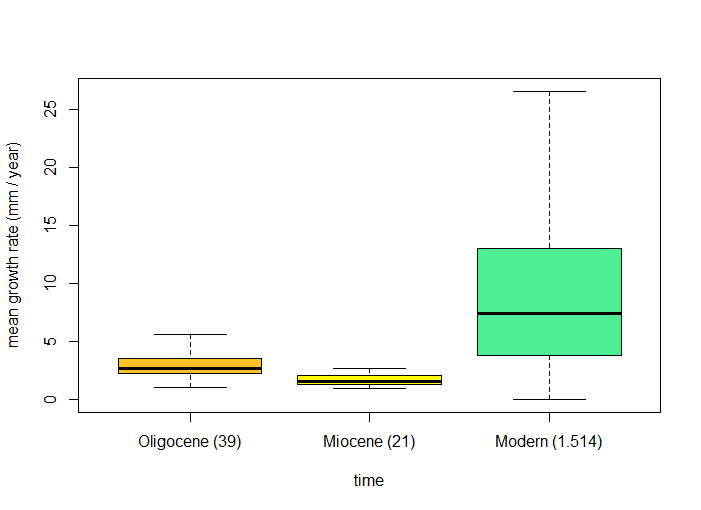 mean growth rate (mm / year)
25
20
15
10
5
0
Oligocene (39) Miocene (21) Modern (1.514)
time